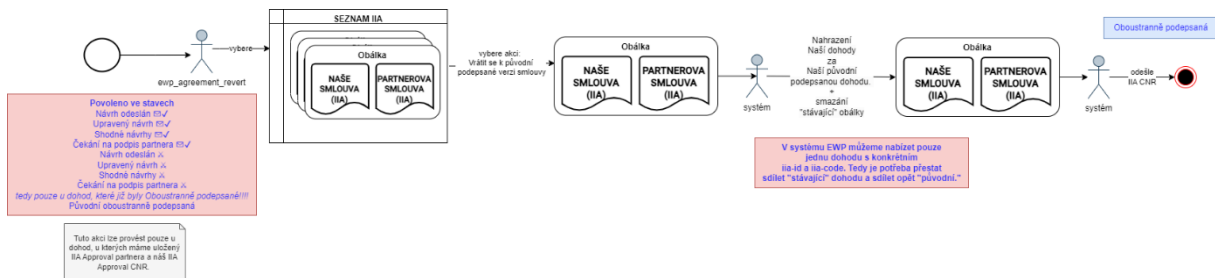 SEZNAM IIA
Obálka
NAŠE
SMLOUVA
(IIA)
PARTNEROVA
SMLOUVA
(IIA)
vybere
ewp_agreement_revert
vybere akci:
Vrátit se k původní
podepsané verzi smlouvy
Obálka
NAŠE
SMLOUVA
(IIA)
PARTNEROVA
SMLOUVA
(IIA)
systém
Nahrazení
Naší dohody
za
Naší původní
podepsanou dohodu.
+
smazání
"stávající" obálky
Obálka
NAŠE
SMLOUVA
(IIA)
PARTNEROVA
SMLOUVA
(IIA)
systém
odešle
IIA CNR
Oboustranně podepsaná
Povoleno ve stavech
Návrh odeslán
Upravený návrh
Shodné návrhy
Čekání na podpis partnera
Návrh odeslán
Upravený návrh
Shodné návrhy
Čekání na podpis partnera
tedy pouze u dohod, které již byly Oboustranně podepsané!!!!
Původní oboustranně podepsaná
V systému EWP můžeme nabízet pouze
jednu dohodu s konkrétním
iia-id a iia-code. Tedy je potřeba přestat
sdílet "stávající" dohodu a sdílet opět "původní."
Tuto akci lze provést pouze u
dohod, u kterých máme uložený
IIA Approval partnera a náš IIA
Approval CNR.